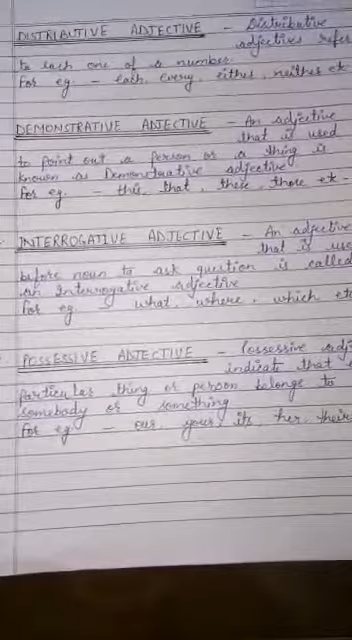 DISTRIBUTIVE ADJECTIVE - Distributive
adjectives refer
to each one of a number.
For eg. - each, every, either, neither etc
DEMONSTRATIVE ADJECTIVE - An adjective
that is used
to point out a person or a thing is
known as Demonstrative adjective
For eg. - this, that, these, those etc -
INTERROGATIVE ADJECTIVE - An adjective
that is use
before noun to ask question is called
an Interrogative adjective
For eg - what, where, which etc
POSSESSIVE ADJECTIVE - Possessive adj
indicate that
particular thing or person belongs to
somebody or something
For eg - our, your, its, her, their